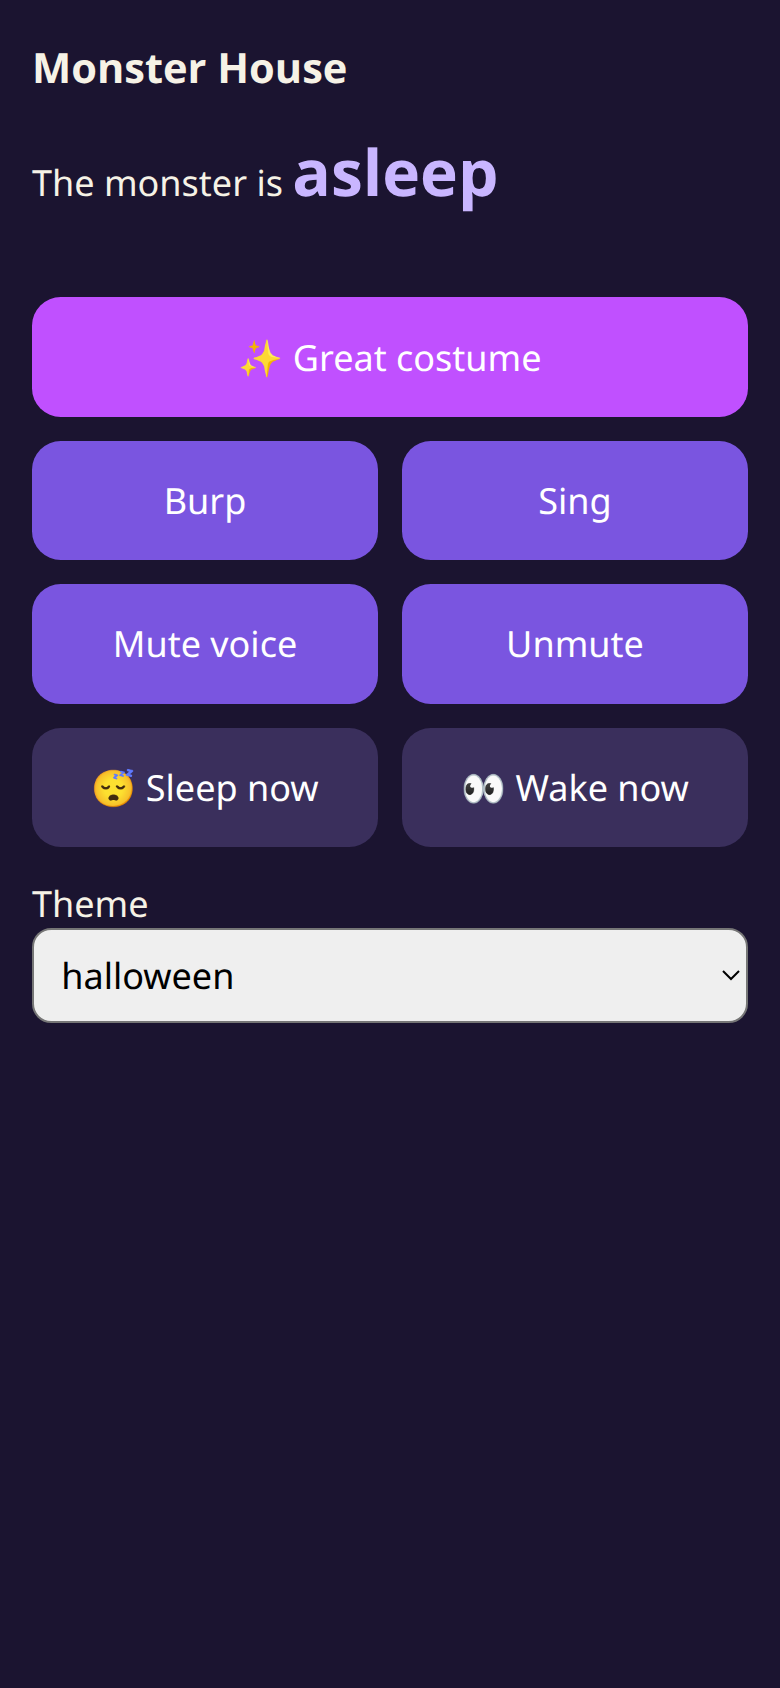 Monster House
The monster is asleep
✨ Great costume
Burp
Sing
Mute voice
Unmute
😴 Sleep now
👀 Wake now
Theme
halloween